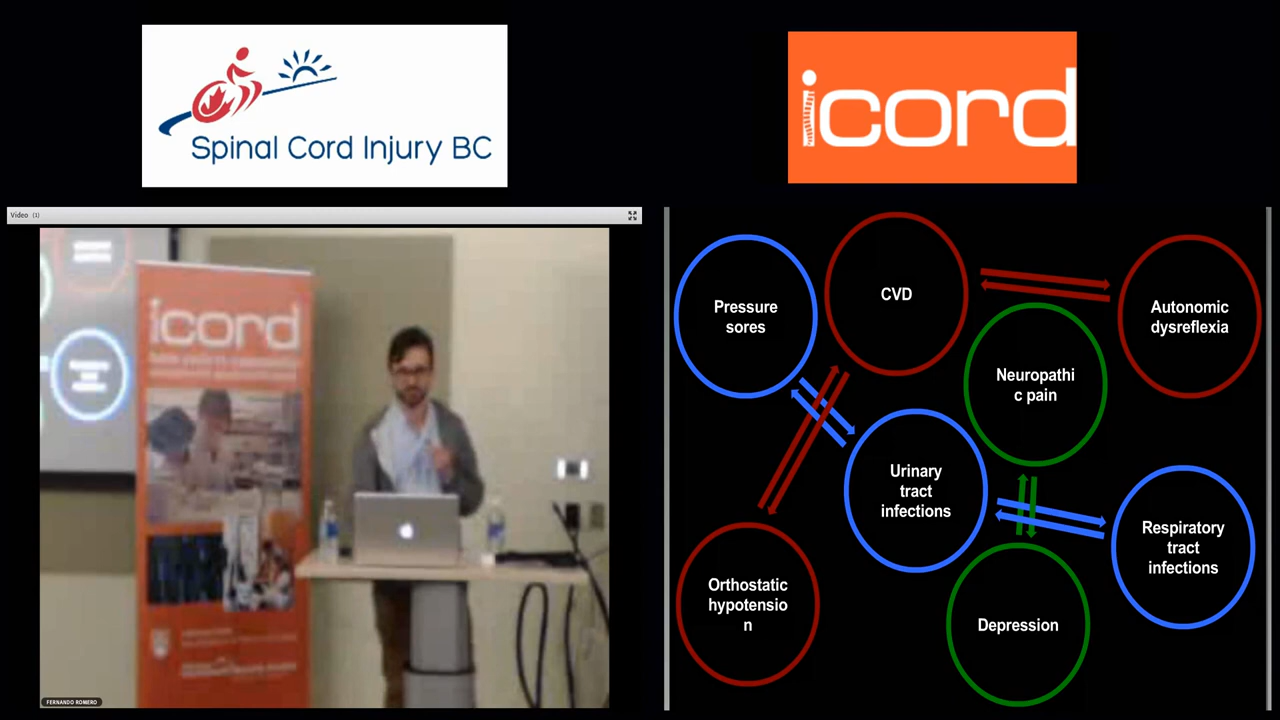 Spinal Cord Injury BC
icord
Video (1)
icord
FERNANDO ROMERO
Pressure
sores
CVD
Autonomic
dysreflexia
Neuropathi
c pain
Urinary
tract
infections
Respiratory
tract
infections
Orthostatic
hypotensio
n
Depression